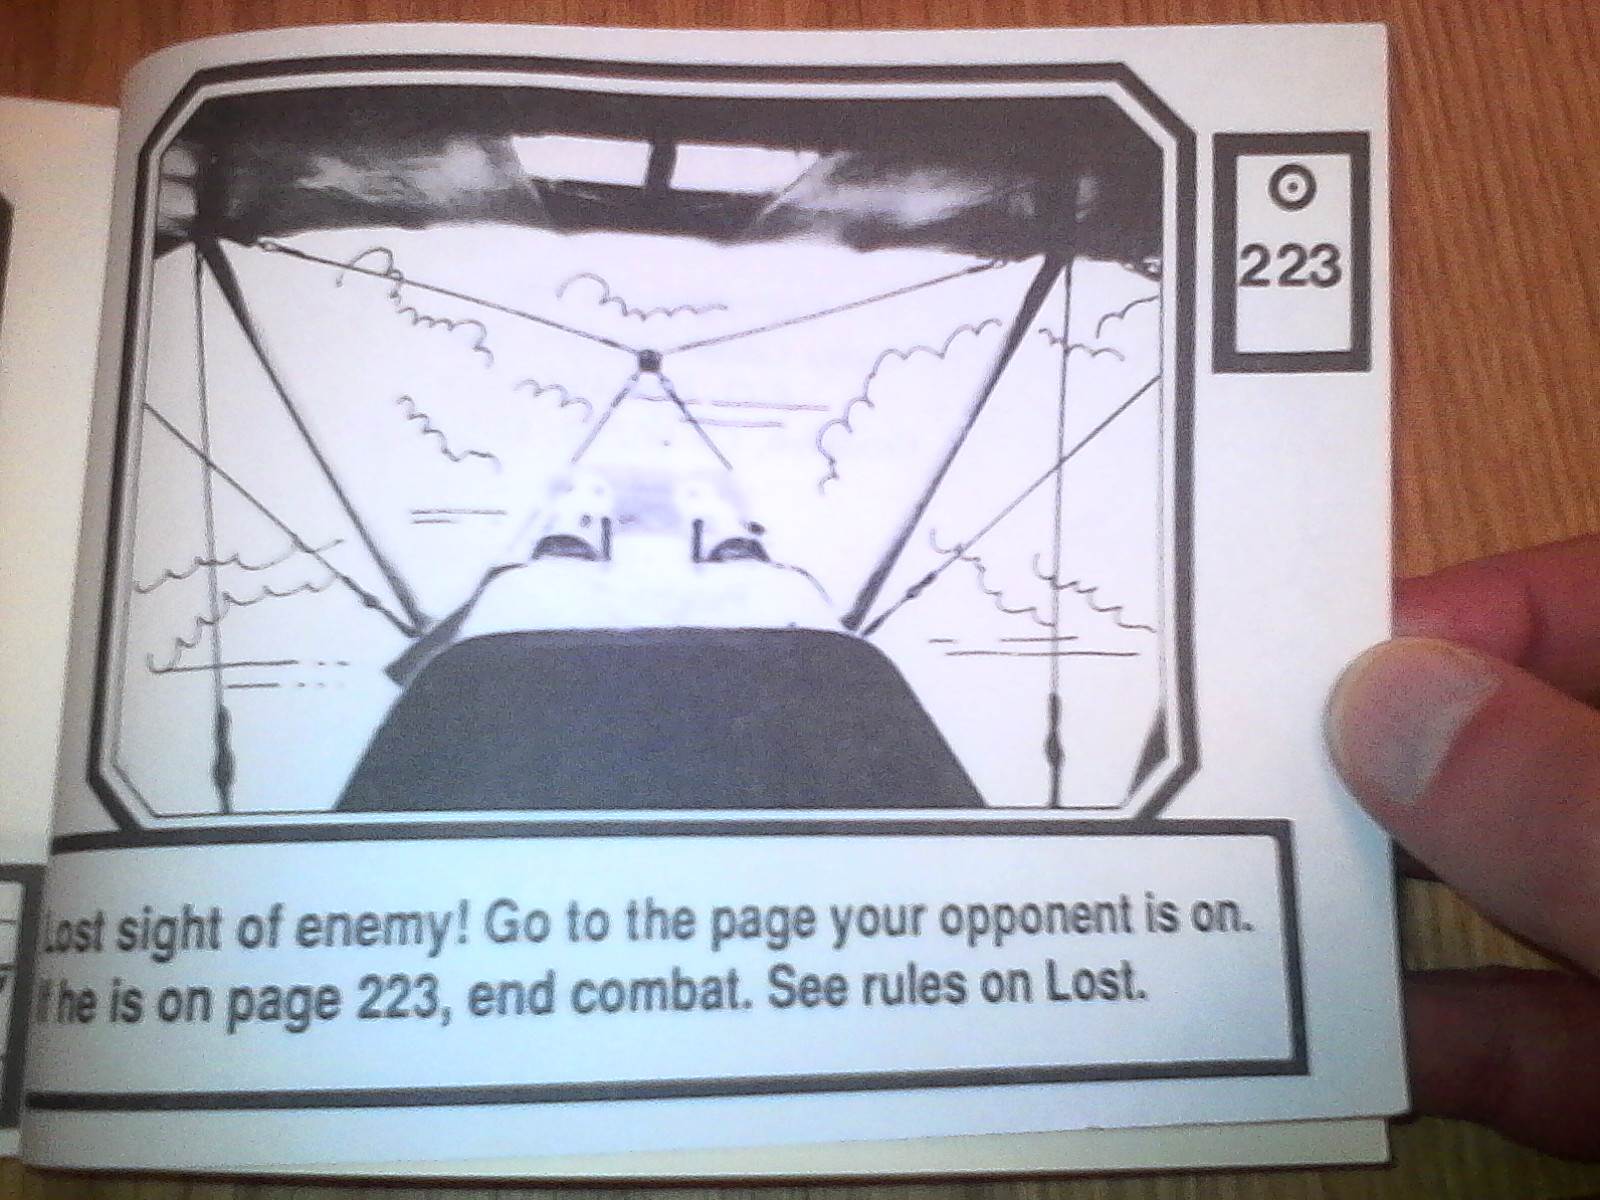 223
Lost sight of enemy! Go to the page your opponent is on.
If he is on page 223, end combat. See rules on Lost.